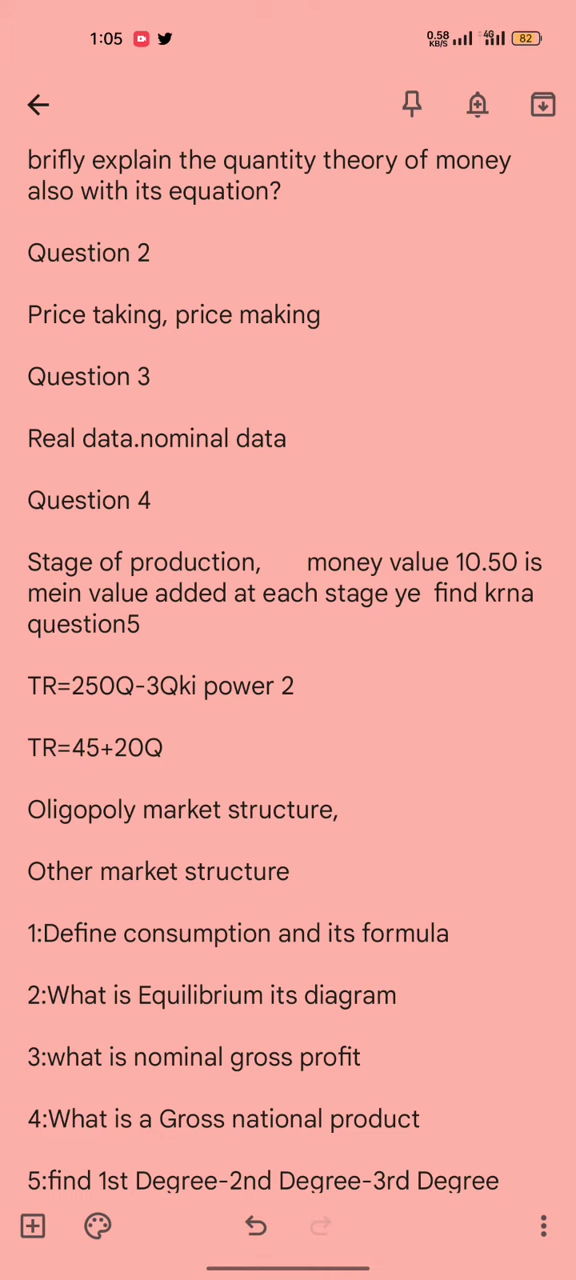 1:05
0.58
KB/S
4G
82
brifly explain the quantity theory of money
also with its equation?
Question 2
Price taking, price making
Question 3
Real data.nominal data
Question 4
Stage of production, money value 10.50 is
mein value added at each stage ye find krna
question5
TR=250Q-3Qki power 2
TR=45+20Q
Oligopoly market structure,
Other market structure
1:Define consumption and its formula
2:What is Equilibrium its diagram
3:what is nominal gross profit
4:What is a Gross national product
5:find 1st Degree-2nd Degree-3rd Degree